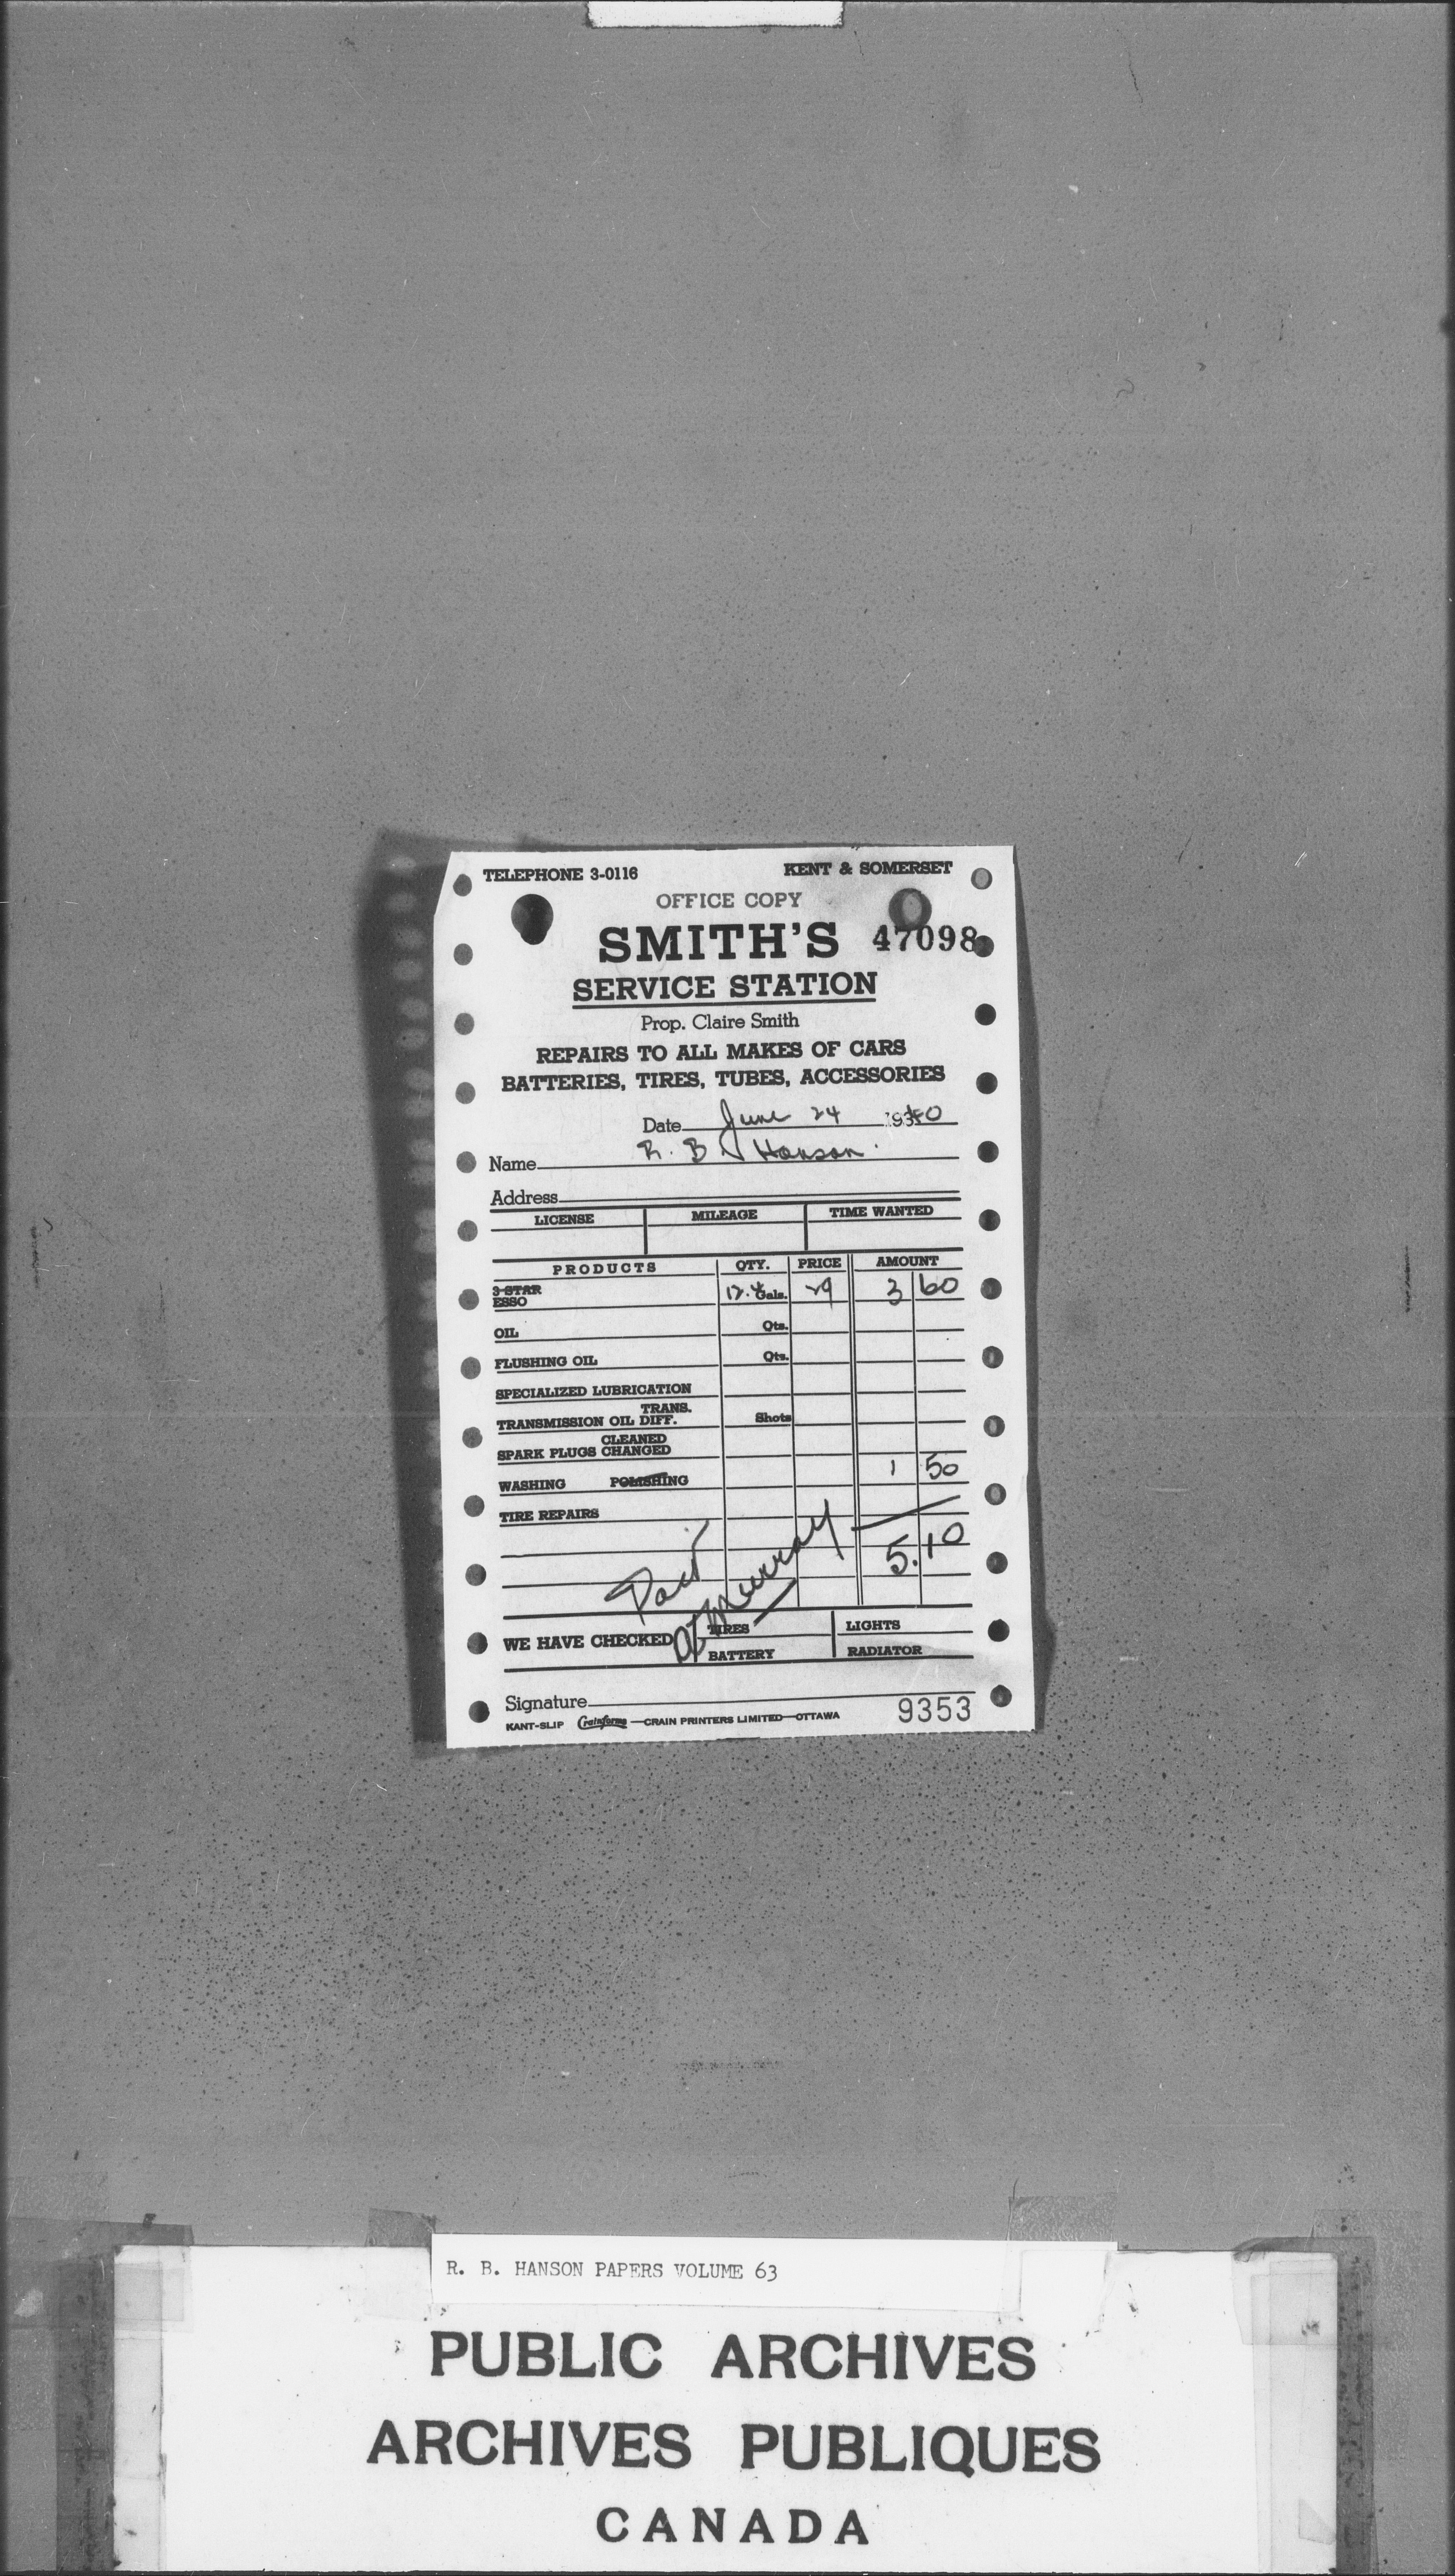 TELEPHONE 3-0116 KENT & SOMERSET
OFFICE COPY
SMITH'S 47098
SERVICE STATION
Prop. Claire Smith
REPAIRS TO ALL MAKES OF CARS
BATTERIES, TIRES, TUBES, ACCESSORIES
Date June 24 1940
Name R. B. Hanson.
Address
LICENSE MILEAGE TIME WANTED
PRODUCTS QTY. PRICE AMOUNT
3-STAR
ESSO 12.4 Gals. 29 3 60
OIL Qts.
FLUSHING OIL Qts.
SPECIALIZED LUBRICATION
TRANS.
TRANSMISSION OIL DIFF. Shots
CLEANED
SPARK PLUGS CHANGED
WASHING POLISHING 1 50
TIRE REPAIRS
5.10
Murray
WE HAVE CHECKED TIRES LIGHTS
BATTERY RADIATOR
Signature
KANT-SLIP Crainforms —CRAIN PRINTERS LIMITED—OTTAWA 9353
R. B. HANSON PAPERS VOLUME 63
PUBLIC ARCHIVES
ARCHIVES PUBLIQUES
CANADA